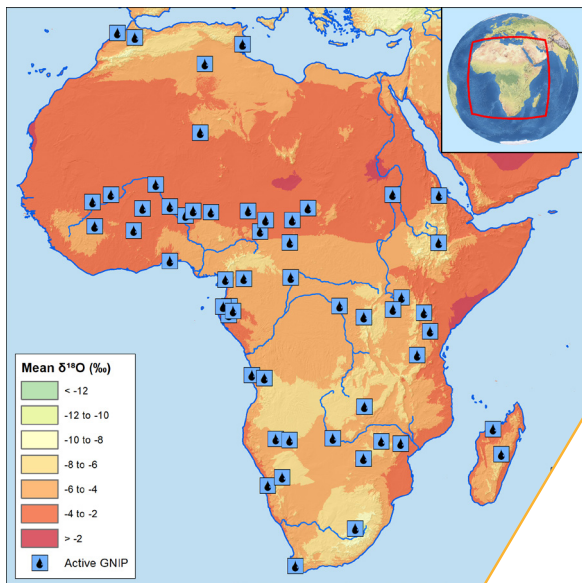 Mean δ¹⁸O (‰)
< -12
-12 to -10
-10 to -8
-8 to -6
-6 to -4
-4 to -2
> -2
Active GNIP